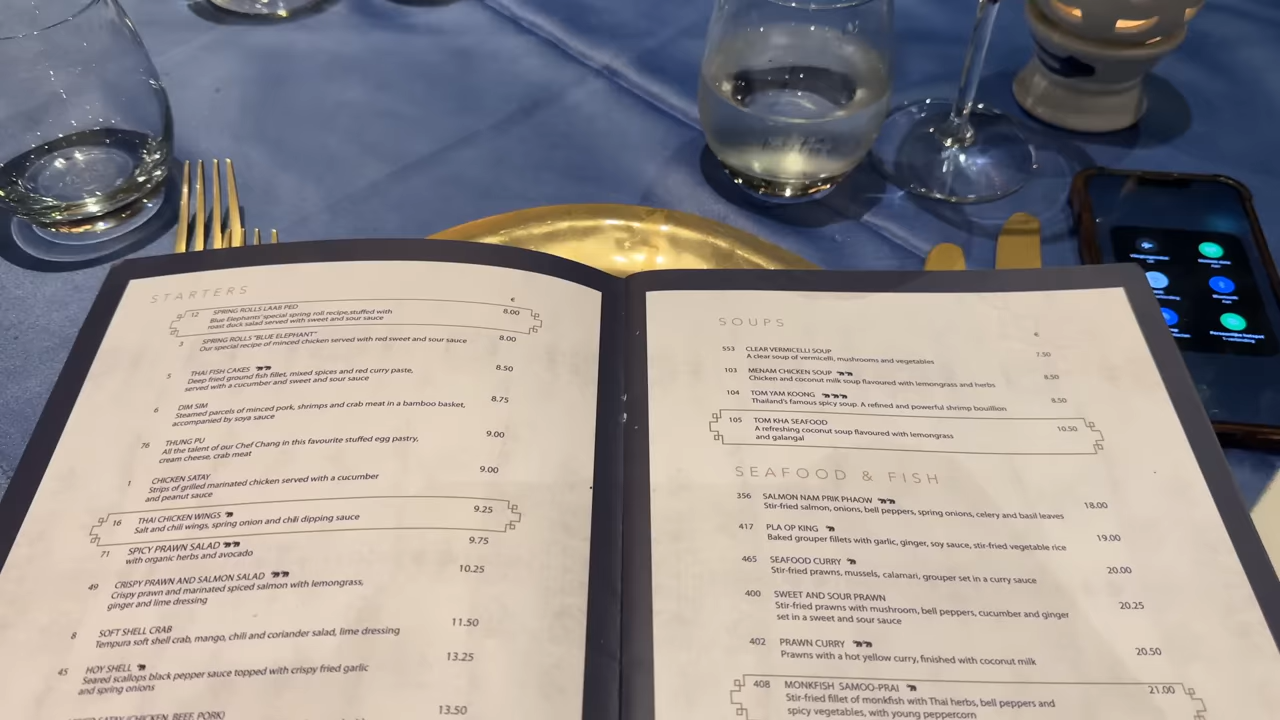 STARTERS
€
12 SPRING ROLLS LAAB PED 8.00
Blue Elephants' special spring roll recipe,stuffed with
roast duck salad served with sweet and sour sauce
3 SPRING ROLLS "BLUE ELEPHANT" 8.00
Our special recipe of minced chicken served with red sweet and sour sauce
5 THAI FISH CAKES 8.50
Deep fried ground fish fillet, mixed spices and red curry paste,
served with a cucumber and sweet and sour sauce
6 DIM SIM 8.75
Steamed parcels of minced pork, shrimps and crab meat in a bamboo basket,
accompanied by soya sauce
76 THUNG PU 9.00
All the talent of our Chef Chang in this favourite stuffed egg pastry,
cream cheese, crab meat
1 CHICKEN SATAY 9.00
Strips of grilled marinated chicken served with a cucumber
and peanut sauce
16 THAI CHICKEN WINGS 9.25
Salt and chili wings, spring onion and chili dipping sauce
71 SPICY PRAWN SALAD 9.75
with organic herbs and avocado
49 CRISPY PRAWN AND SALMON SALAD 10.25
Crispy prawn and marinated spiced salmon with lemongrass,
ginger and lime dressing
8 SOFT SHELL CRAB 11.50
Tempura soft shell crab, mango, chili and coriander salad, lime dressing
45 HOY SHELL 13.25
Seared scallops black pepper sauce topped with crispy fried garlic
and spring onions
SATAY (CHICKEN, BEEF, PORK) 13.50
SOUPS
€
553 CLEAR VERMICELLI SOUP 7.50
A clear soup of vermicelli, mushrooms and vegetables
103 MENAM CHICKEN SOUP 8.50
Chicken and coconut milk soup flavoured with lemongrass and herbs
104 TOM YAM KOONG 8.50
Thailand's famous spicy soup. A refined and powerful shrimp bouillion
105 TOM KHA SEAFOOD 10.50
A refreshing coconut soup flavoured with lemongrass
and galangal
SEAFOOD & FISH
356 SALMON NAM PRIK PHAOW 18.00
Stir-fried salmon, onions, bell peppers, spring onions, celery and basil leaves
417 PLA OP KING 19.00
Baked grouper fillets with garlic, ginger, soy sauce, stir-fried vegetable rice
465 SEAFOOD CURRY 20.00
Stir-fried prawns, mussels, calamari, grouper set in a curry sauce
400 SWEET AND SOUR PRAWN 20.25
Stir-fried prawns with mushroom, bell peppers, cucumber and ginger
set in a sweet and sour sauce
402 PRAWN CURRY 20.50
Prawns with a hot yellow curry, finished with coconut milk
408 MONKFISH SAMOO-PRAI 21.00
Stir-fried fillet of monkfish with Thai herbs, bell peppers and
spicy vegetables, with young peppercorn